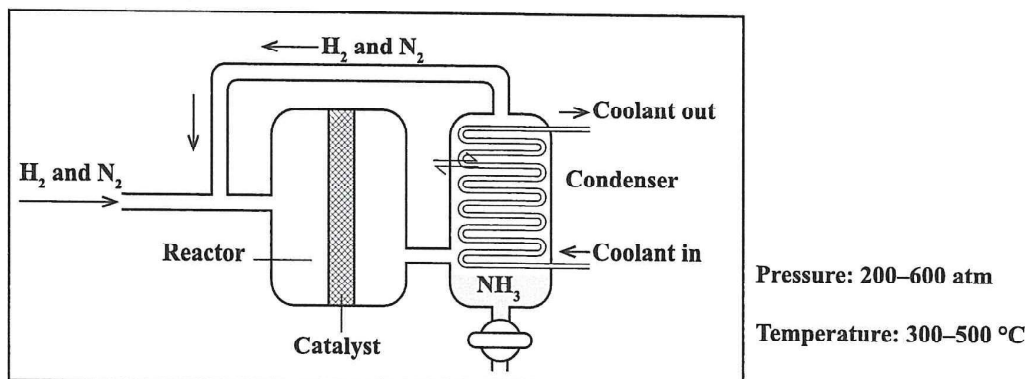 H₂ and N₂
Coolant out
H₂ and N₂
Condenser
Reactor
Coolant in
NH₃
Catalyst
Pressure: 200–600 atm
Temperature: 300–500 °C